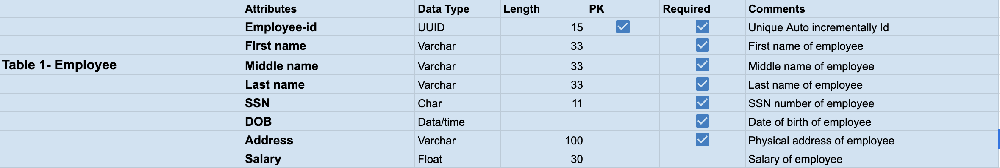 Attributes Data Type Length PK Required Comments
Employee-id UUID 15 Unique Auto incrementally Id
First name Varchar 33 First name of employee
Table 1- Employee Middle name Varchar 33 Middle name of employee
Last name Varchar 33 Last name of employee
SSN Char 11 SSN number of employee
DOB Data/time Date of birth of employee
Address Varchar 100 Physical address of employee
Salary Float 30 Salary of employee